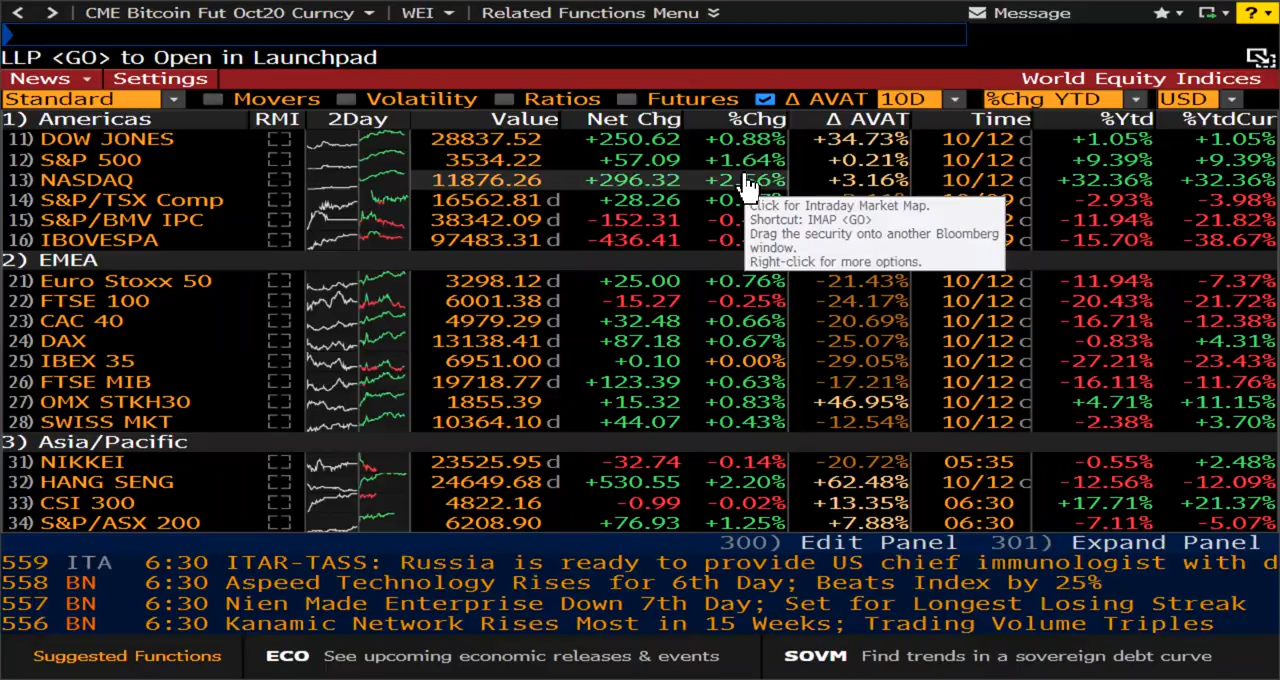 CME Bitcoin Fut Oct20 Curncy WEI Related Functions Menu Message ?
LLP <GO> to Open in Launchpad
News Settings World Equity Indices
Standard Movers Volatility Ratios Futures Δ AVAT 10D %Chg YTD USD
1) Americas RMI 2Day Value Net Chg %Chg Δ AVAT Time %Ytd %YtdCur
11) DOW JONES 28837.52 +250.62 +0.88% +34.73% 10/12 c +1.05% +1.05%
12) S&P 500 3534.22 +57.09 +1.64% +0.21% 10/12 c +9.39% +9.39%
13) NASDAQ 11876.26 +296.32 +3.16% 10/12 c +32.36% +32.36%
14) S&P/TSX Comp 16562.81 d +28.26 -2.93% -3.98%
15) S&P/BMV IPC 38342.09 d -152.31 -11.94% -21.82%
16) IBOVESPA 97483.31 d -436.41 -15.70% -38.67%
Click for Intraday Market Map.
Shortcut: IMAP <GO>
Drag the security onto another Bloomberg
window.
Right-click for more options.
2) EMEA
21) Euro Stoxx 50 3298.12 d +25.00 +0.76% -21.43% 10/12 c -11.94% -7.37%
22) FTSE 100 6001.38 d -15.27 -0.25% -24.17% 10/12 c -20.43% -21.72%
23) CAC 40 4979.29 d +32.48 +0.66% -20.69% 10/12 c -16.71% -12.38%
24) DAX 13138.41 d +87.18 +0.67% -25.07% 10/12 c -0.83% +4.31%
25) IBEX 35 6951.00 d +0.10 +0.00% -29.05% 10/12 c -27.21% -23.43%
26) FTSE MIB 19718.77 d +123.39 +0.63% -17.21% 10/12 c -16.11% -11.76%
27) OMX STKH30 1855.39 +15.32 +0.83% +46.95% 10/12 c +4.71% +11.15%
28) SWISS MKT 10364.10 d +44.07 +0.43% -12.54% 10/12 c -2.38% +3.70%
3) Asia/Pacific
31) NIKKEI 23525.95 d -32.74 -0.14% -20.72% 05:35 -0.55% +2.48%
32) HANG SENG 24649.68 d +530.55 +2.20% +62.48% 10/12 c -12.56% -12.09%
33) CSI 300 4822.16 -0.99 -0.02% +13.35% 06:30 +17.71% +21.37%
34) S&P/ASX 200 6208.90 +76.93 +1.25% +7.88% 06:30 -7.11% -5.07%
300) Edit Panel 301) Expand Panel
559 ITA 6:30 ITAR-TASS: Russia is ready to provide US chief immunologist with d
558 BN 6:30 Aspeed Technology Rises for 6th Day; Beats Index by 25%
557 BN 6:30 Nien Made Enterprise Down 7th Day; Set for Longest Losing Streak
556 BN 6:30 Kanamic Network Rises Most in 15 Weeks; Trading Volume Triples
Suggested Functions ECO See upcoming economic releases & events SOVM Find trends in a sovereign debt curve